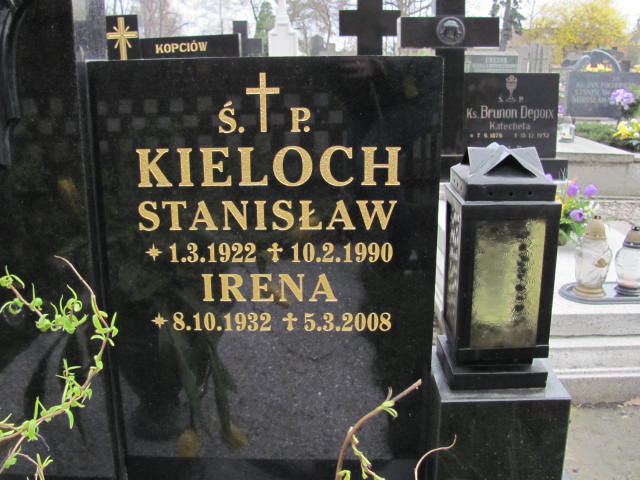 KOPCIÓW
Ś. P.
KIELOCH
STANISŁAW
* 1.3.1922 ✝ 10.2.1990
IRENA
* 8.10.1932 ✝ 5.3.2008
Ś. P.
Ks. Brunon Depoix
Katecheta